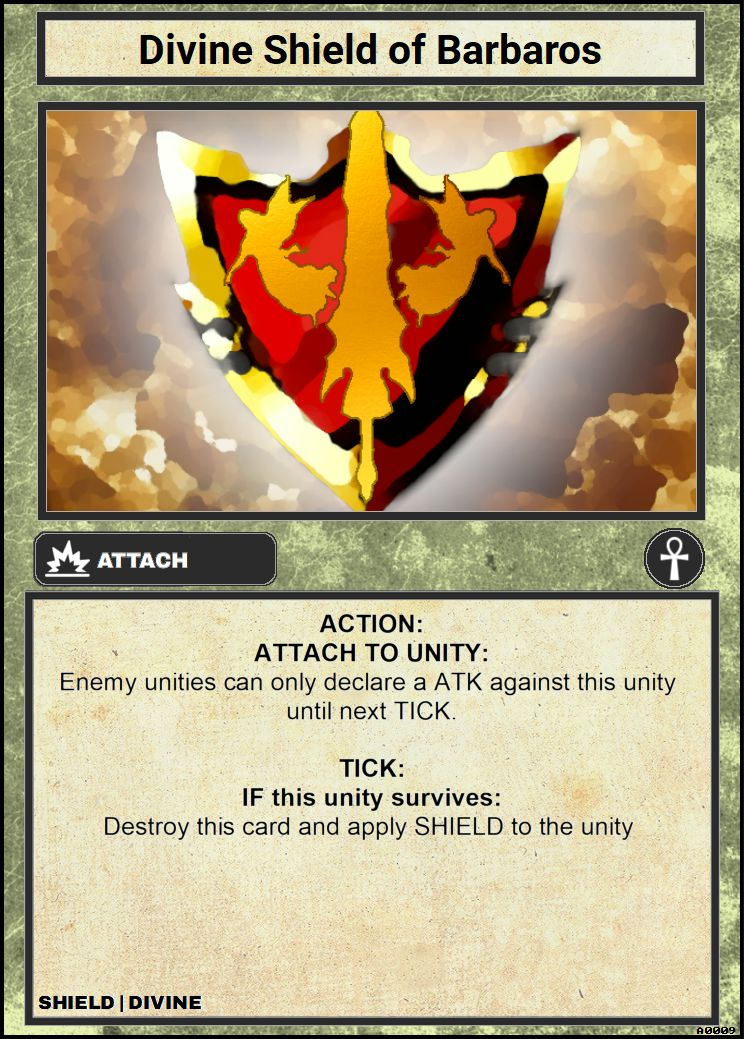 Divine Shield of Barbaros
ATTACH
ACTION:
ATTACH TO UNITY:
Enemy unities can only declare a ATK against this unity
until next TICK.
TICK:
IF this unity survives:
Destroy this card and apply SHIELD to the unity
SHIELD|DIVINE
A0009